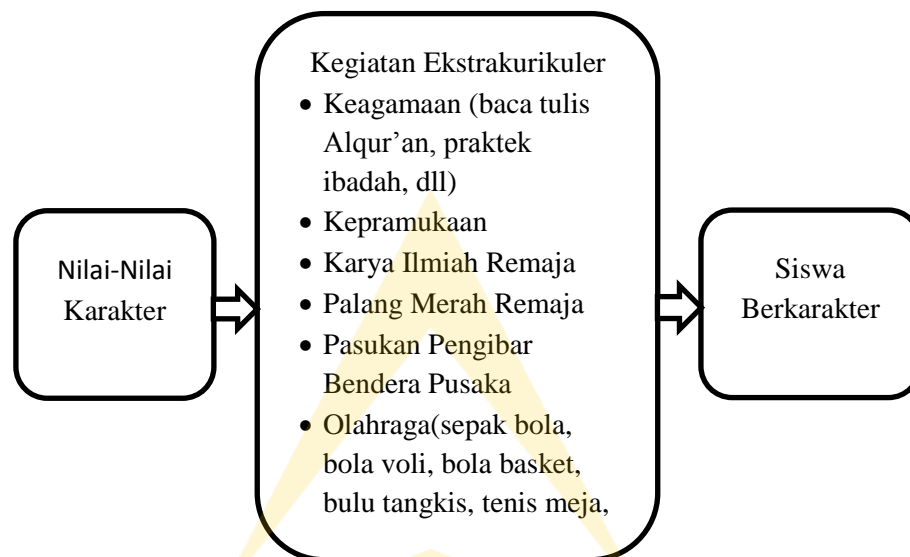 Nilai-Nilai
Karakter
Kegiatan Ekstrakurikuler
• Keagamaan (baca tulis
Alqur’an, praktek
ibadah, dll)
• Kepramukaan
• Karya Ilmiah Remaja
• Palang Merah Remaja
• Pasukan Pengibar
Bendera Pusaka
• Olahraga(sepak bola,
bola voli, bola basket,
bulu tangkis, tenis meja,
Siswa
Berkarakter